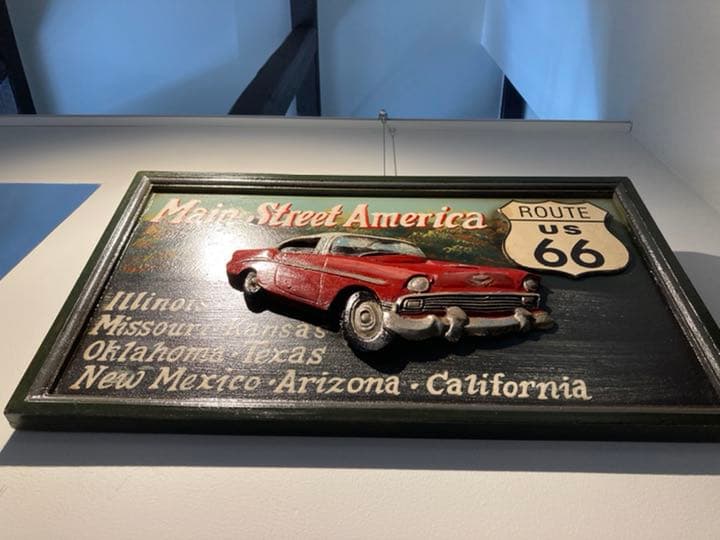 Main Street America
ROUTE
US
66
Illinois
Missouri Kansas
Oklahoma · Texas
New Mexico · Arizona · California